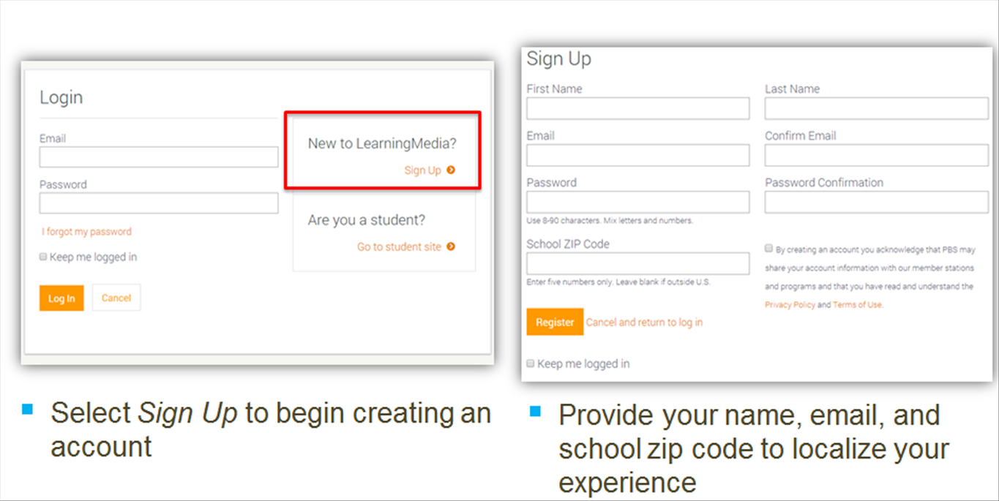 Login
Email
Password
I forgot my password
Keep me logged in
Log In
Cancel
New to LearningMedia?
Sign Up
Are you a student?
Go to student site
Select Sign Up to begin creating an
account
Sign Up
First Name
Last Name
Email
Confirm Email
Password
Password Confirmation
Use 8-90 characters. Mix letters and numbers.
School ZIP Code
Enter five numbers only. Leave blank if outside U.S.
By creating an account you acknowledge that PBS may
share your account information with our member stations
and programs and that you have read and understand the
Privacy Policy and Terms of Use.
Register
Cancel and return to log in
Keep me logged in
Provide your name, email, and
school zip code to localize your
experience